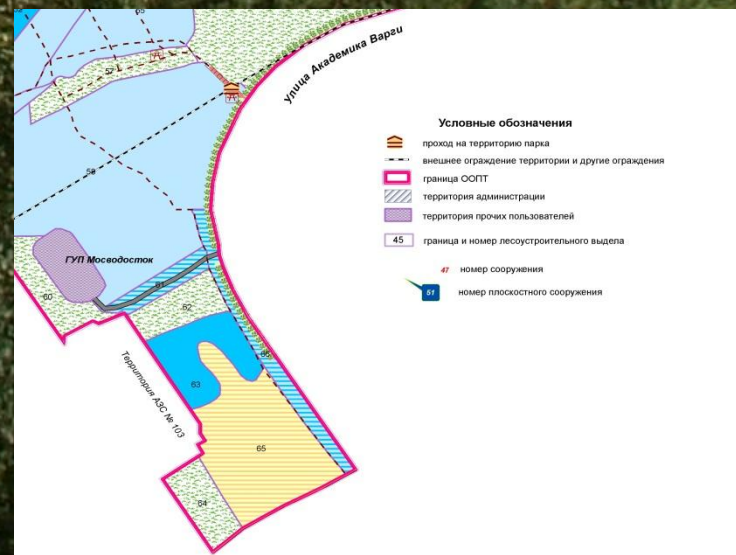 Улица Академика Варги
57
59
ГУП Мосводосток
60
61
62
66
63
Территория АЗС № 103
65
64
Условные обозначения
проход на территорию парка
внешнее ограждение территории и другие ограждения
граница ООПТ
территория администрации
территория прочих пользователей
45 граница и номер лесоустроительного выдела
47 номер сооружения
51 номер плоскостного сооружения